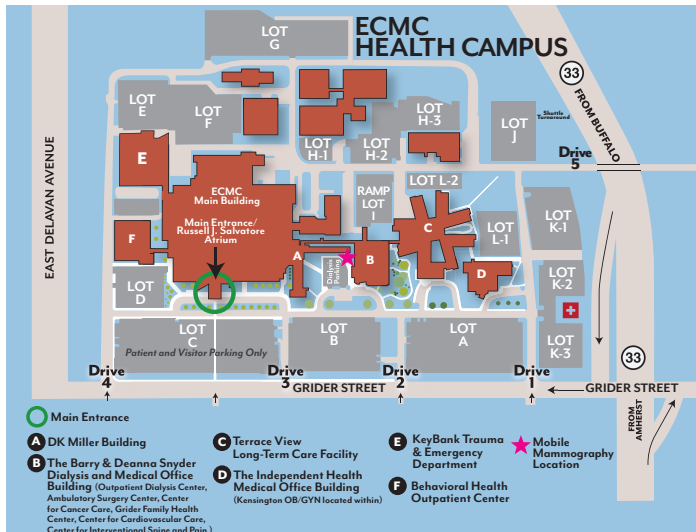 ECMC
HEALTH CAMPUS
LOT
G
33
FROM BUFFALO
LOT
E
LOT
F
LOT
H-3
LOT
J
Shuttle
Turnaround
LOT
H-1
LOT
H-2
Drive
5
EAST DELAVAN AVENUE
E
ECMC
Main Building
Main Entrance/
Russell J. Salvatore
Atrium
RAMP
LOT
I
LOT L-2
LOT
K-1
F
C
LOT
L-1
A
B
Dialysis
Parking
D
LOT
D
LOT
K-2
LOT
C
Patient and Visitor Parking Only
LOT
B
LOT
A
LOT
K-3
33
Drive
4
Drive
3
Drive
2
Drive
1
GRIDER STREET
GRIDER STREET
FROM
AMHERST
Main Entrance
A DK Miller Building
B The Barry & Deanna Snyder
Dialysis and Medical Office
Building (Outpatient Dialysis Center,
Ambulatory Surgery Center, Center
for Cancer Care, Grider Family Health
Center, Center for Cardiovascular Care,
Center for Interventional Spine and Pain )
C Terrace View
Long-Term Care Facility
D The Independent Health
Medical Office Building
(Kensington OB/GYN located within)
E KeyBank Trauma
& Emergency
Department
F Behavioral Health
Outpatient Center
Mobile
Mammography
Location